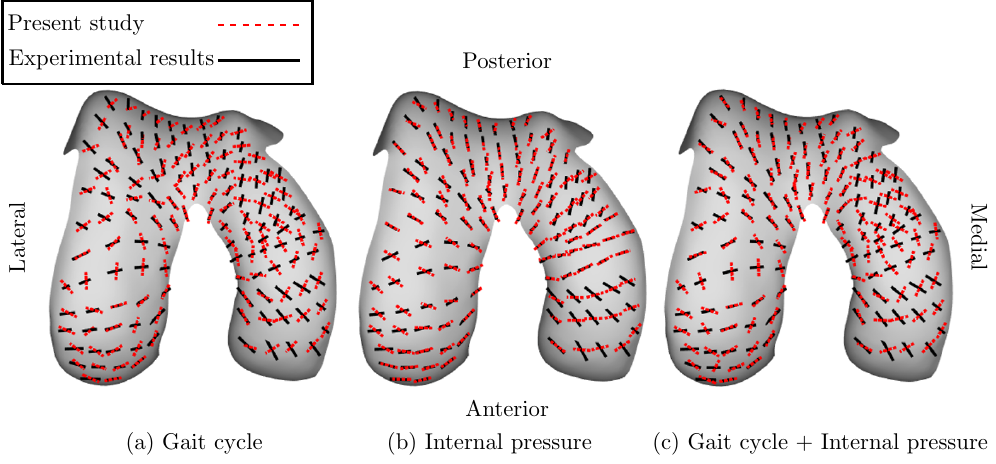 Present study
Experimental results
Posterior
Lateral
Medial
Anterior
(a) Gait cycle
(b) Internal pressure
(c) Gait cycle + Internal pressure